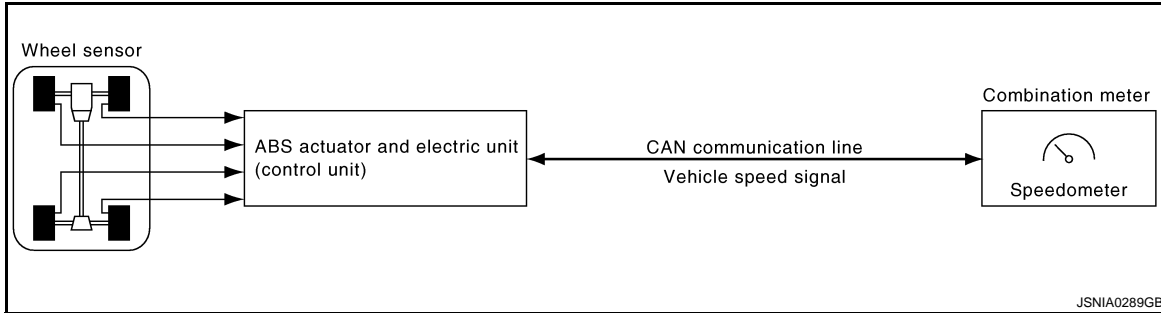 Wheel sensor
ABS actuator and electric unit
(control unit)
CAN communication line
Vehicle speed signal
Combination meter
Speedometer
JSNIA0289GB